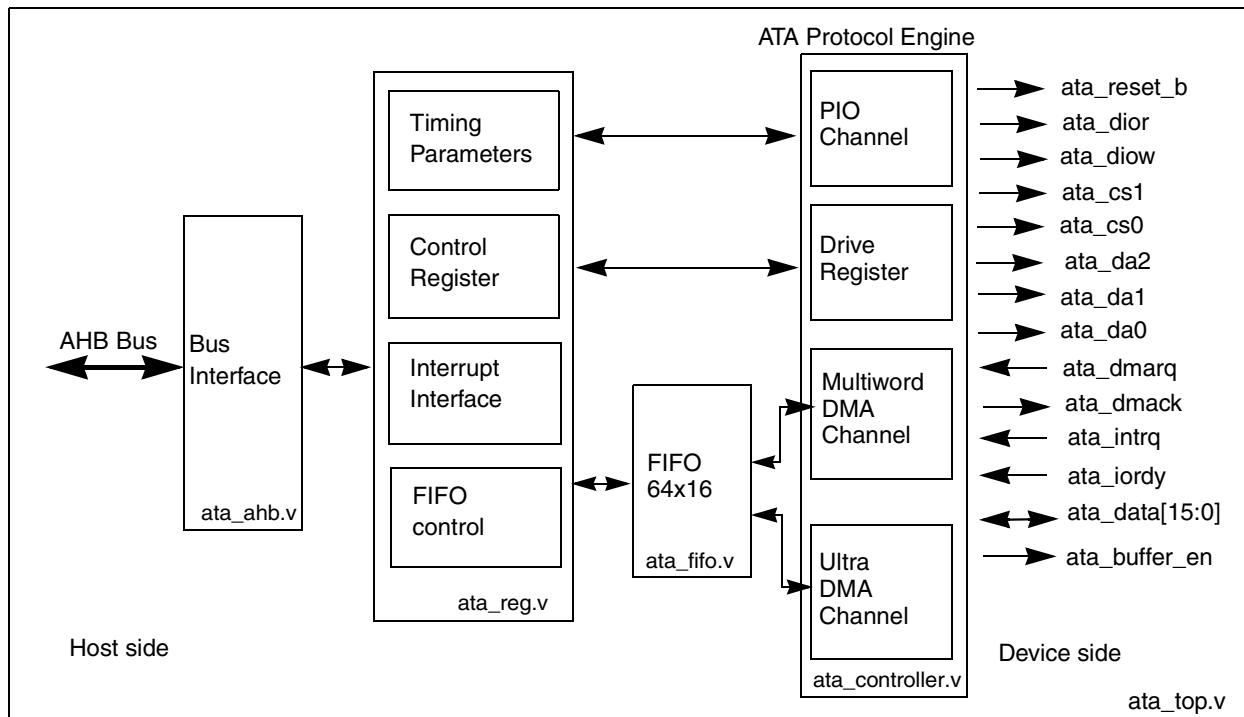 ATA Protocol Engine
AHB Bus
Bus
Interface
ata_ahb.v
Timing
Parameters
Control
Register
Interrupt
Interface
FIFO
control
ata_reg.v
FIFO
64x16
ata_fifo.v
PIO
Channel
Drive
Register
Multiword
DMA
Channel
Ultra
DMA
Channel
ata_controller.v
ata_reset_b
ata_dior
ata_diow
ata_cs1
ata_cs0
ata_da2
ata_da1
ata_da0
ata_dmarq
ata_dmack
ata_intrq
ata_iordy
ata_data[15:0]
ata_buffer_en
Host side
Device side
ata_top.v